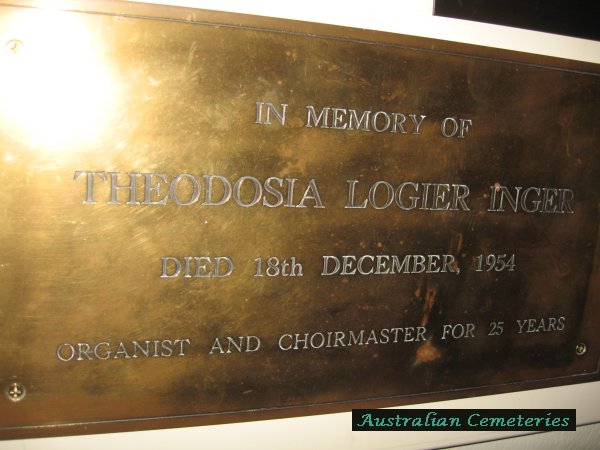 IN MEMORY OF
THEODOSIA LOGIER INGER
DIED 18th DECEMBER, 1954
ORGANIST AND CHOIRMASTER FOR 25 YEARS
Australian Cemeteries